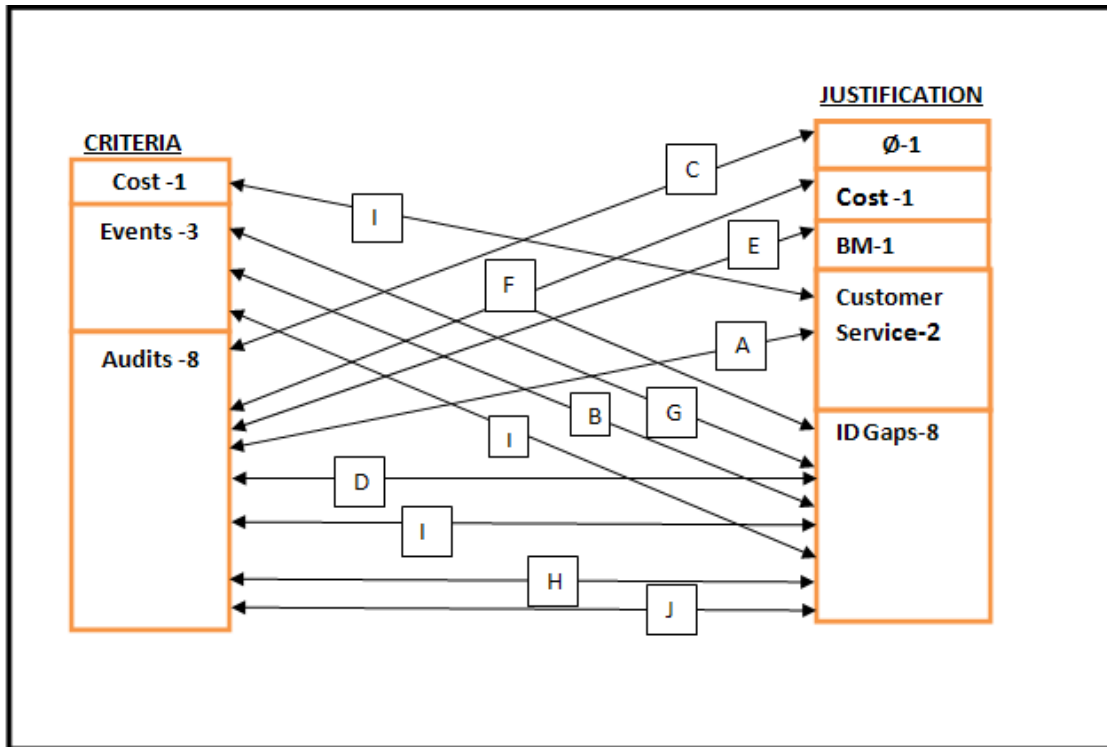 JUSTIFICATION
CRITERIA
Ø-1
Cost -1
Cost -1
Events -3
BM-1
Customer
Service-2
Audits -8
ID Gaps-8
C
I
E
F
A
G
B
I
D
I
H
J